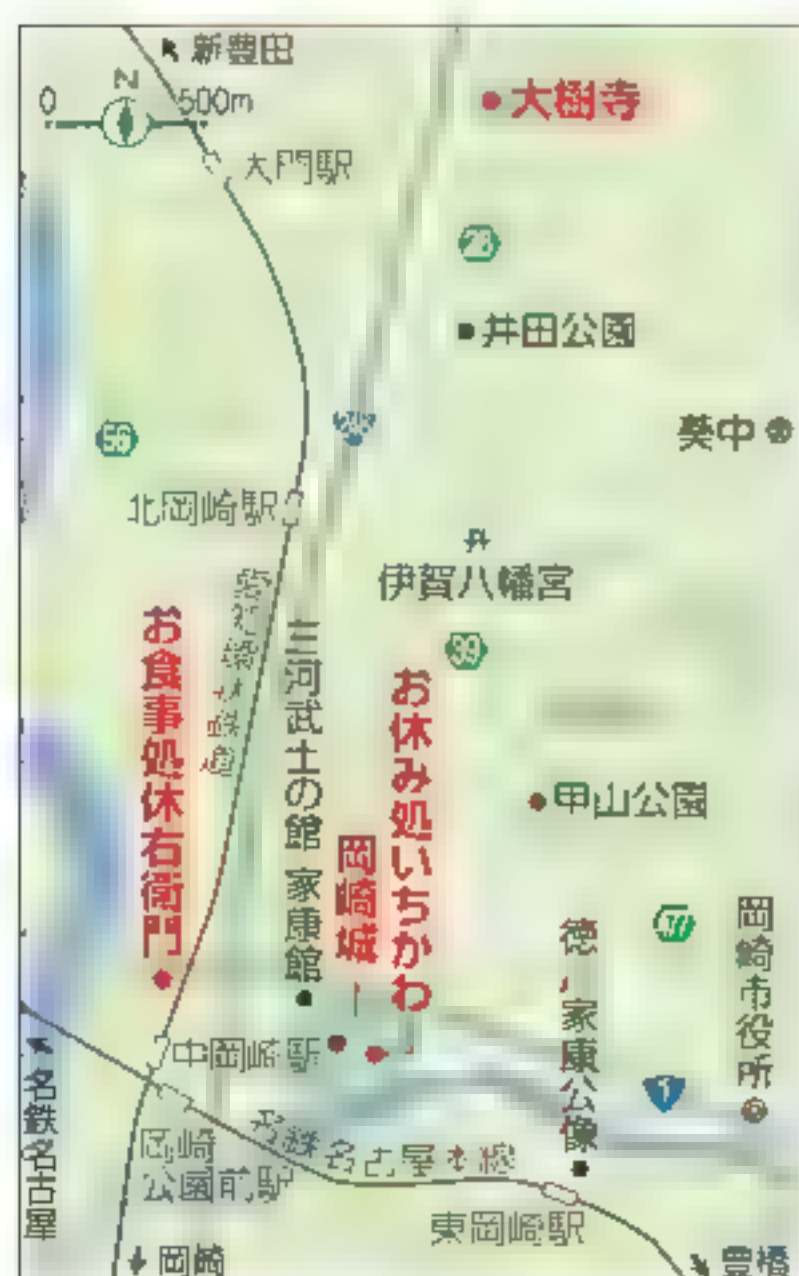 新豊田
N
0
500m
大樹寺
大門駅
26
井田公園
葵中
北岡崎駅
伊賀八幡宮
39
お食事処休右衛門
三河武士の館 家康館
お休み処いちかわ
岡崎城
甲山公園
岡崎市役所
家康公像
中岡崎駅
1
名鉄名古屋
岡崎
公園前駅
名鉄名古屋本線
東岡崎駅
岡崎
豊橋